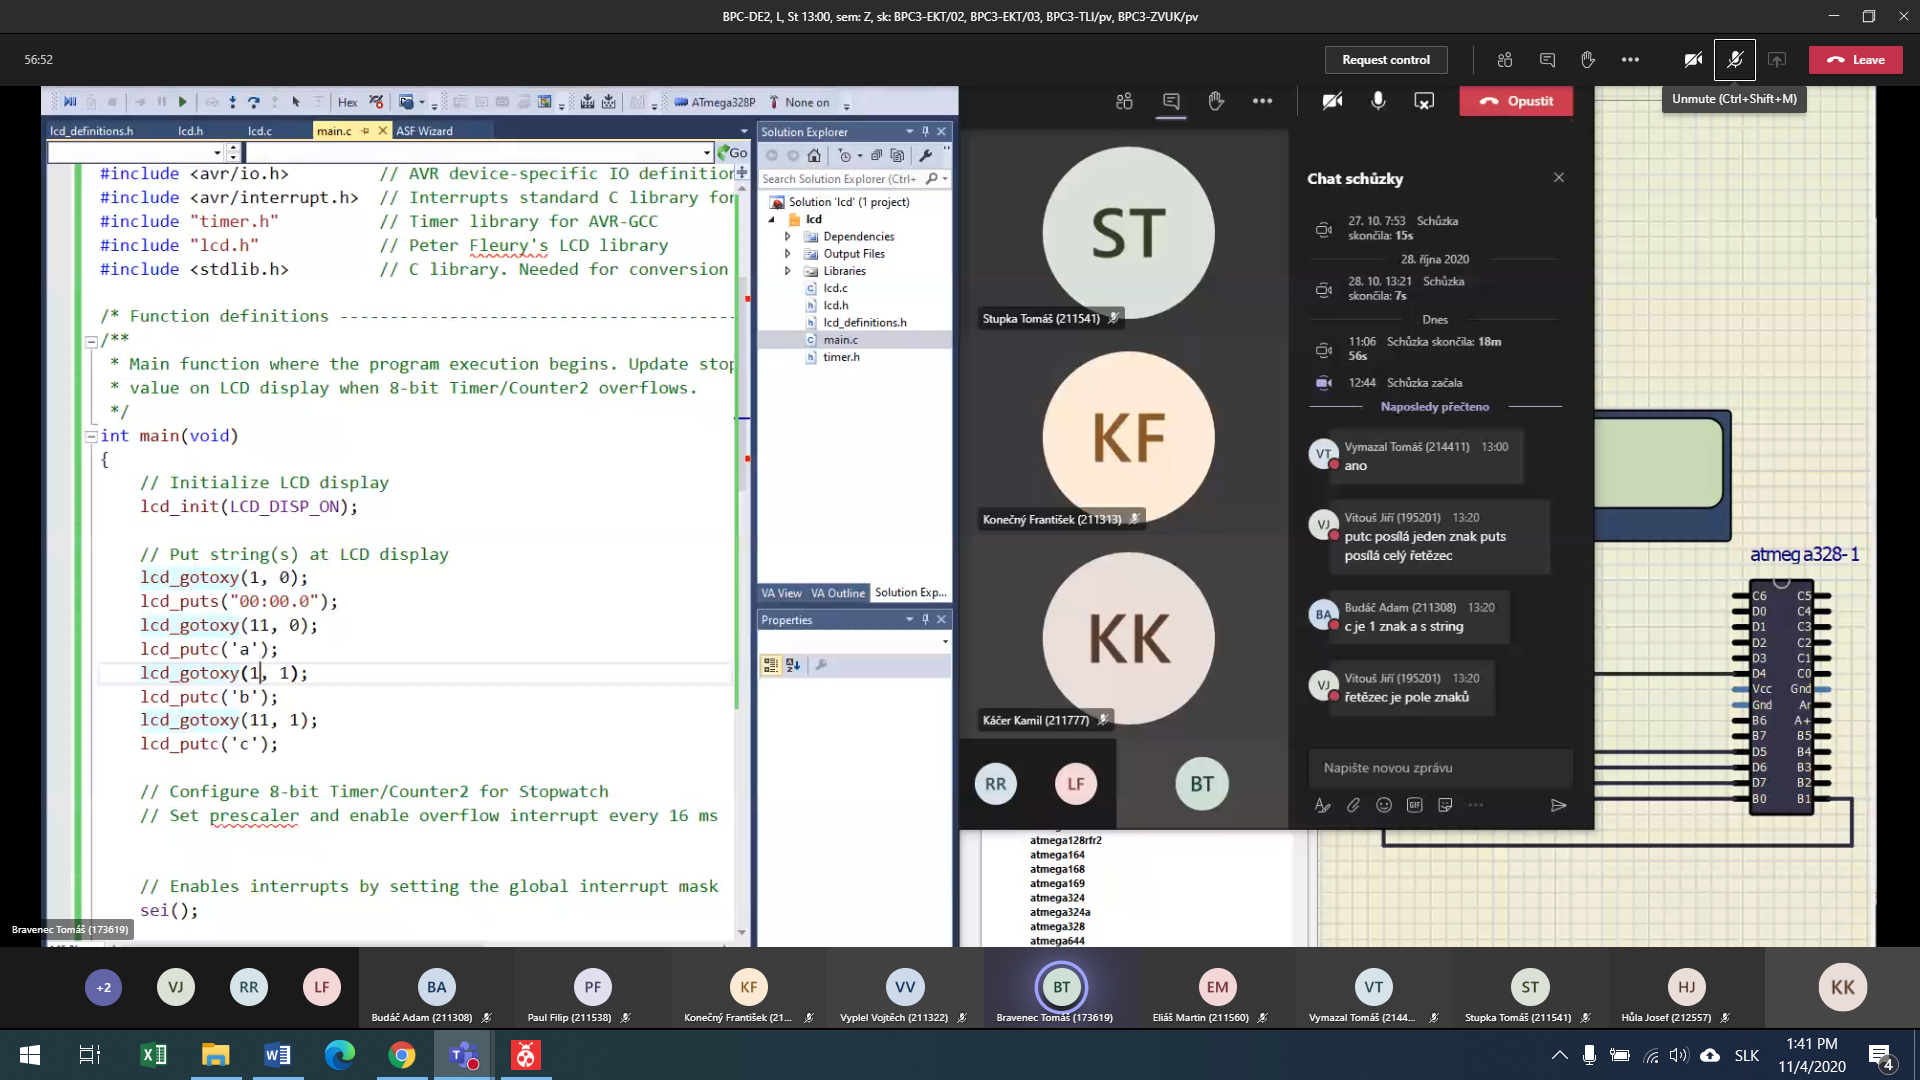 BPC-DE2, L, St 13:00, sem: Z, sk: BPC3-EKT/02, BPC3-EKT/03, BPC3-TLI/pv, BPC3-ZVUK/pv
56:52
Request control
Leave
Unmute (Ctrl+Shift+M)
Hex
ATmega328P
None on
lcd_definitions.h
lcd.h
lcd.c
main.c
ASF Wizard
Go
#include <avr/io.h> // AVR device-specific IO definition
#include <avr/interrupt.h> // Interrupts standard C library for
#include "timer.h" // Timer library for AVR-GCC
#include "lcd.h" // Peter Fleury's LCD library
#include <stdlib.h> // C library. Needed for conversion
/* Function definitions ----------------------------------------
/**
* Main function where the program execution begins. Update stop
* value on LCD display when 8-bit Timer/Counter2 overflows.
*/
int main(void)
{
// Initialize LCD display
lcd_init(LCD_DISP_ON);
// Put string(s) at LCD display
lcd_gotoxy(1, 0);
lcd_puts("00:00.0");
lcd_gotoxy(11, 0);
lcd_putc('a');
lcd_gotoxy(1, 1);
lcd_putc('b');
lcd_gotoxy(11, 1);
lcd_putc('c');
// Configure 8-bit Timer/Counter2 for Stopwatch
// Set prescaler and enable overflow interrupt every 16 ms
// Enables interrupts by setting the global interrupt mask
sei();
Bravenec Tomáš (173619)
Solution Explorer
Search Solution Explorer (Ctrl+
Solution 'lcd' (1 project)
lcd
Dependencies
Output Files
Libraries
lcd.c
lcd.h
lcd_definitions.h
main.c
timer.h
VA View
VA Outline
Solution Exp...
Properties
Opustit
ST
Stupka Tomáš (211541)
KF
Konečný František (211313)
KK
Káčer Kamil (211777)
RR
LF
BT
Chat schůzky
27. 10. 7:53 Schůzka
skončila: 15s
28. října 2020
28. 10. 13:21 Schůzka
skončila: 7s
Dnes
11:06 Schůzka skončila: 18m
56s
12:44 Schůzka začala
Naposledy přečteno
VT
Vymazal Tomáš (214411) 13:00
ano
VJ
Vitouš Jiří (195201) 13:20
putc posílá jeden znak puts
posílá celý řetězec
BA
Budáč Adam (211308) 13:20
c je 1 znak a s string
VJ
Vitouš Jiří (195201) 13:20
řetězec je pole znaků
Napište novou zprávu
GIF
atmega128rfr2
atmega164
atmega168
atmega169
atmega324
atmega324a
atmega328
atmega644
atmega328-1
C6 C5
D0 C4
D1 C3
D2 C2
D3 C1
D4 C0
Vcc Gnd
Gnd Ar
B6 A+
B7 B5
D5 B4
D6 B3
D7 B2
B0 B1
+2
VJ
RR
LF
BA
Budáč Adam (211308)
PF
Paul Filip (211538)
KF
Konečný František (21...
VV
Vyplel Vojtěch (211322)
BT
Bravenec Tomáš (173619)
EM
Eliáš Martin (211560)
VT
Vymazal Tomáš (2144...
ST
Stupka Tomáš (211541)
HJ
Hůla Josef (212557)
KK
SLK
1:41 PM
11/4/2020
4